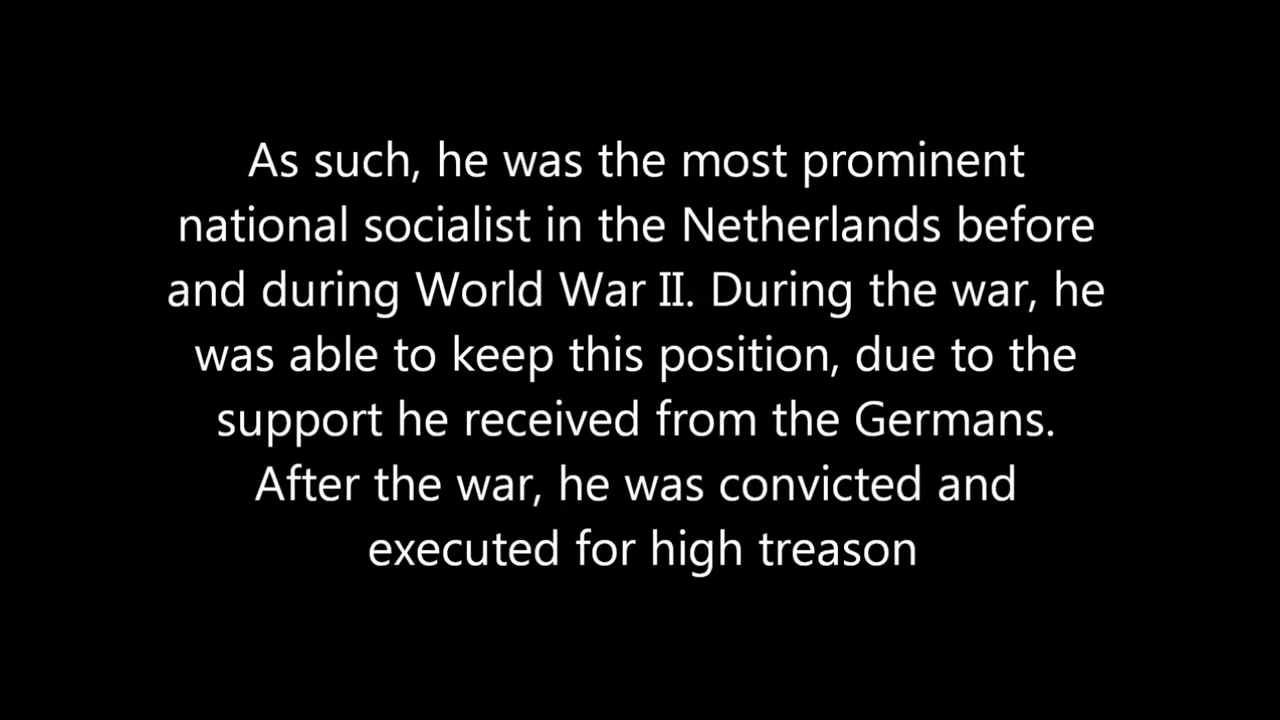 As such, he was the most prominent
national socialist in the Netherlands before
and during World War II. During the war, he
was able to keep this position, due to the
support he received from the Germans.
After the war, he was convicted and
executed for high treason